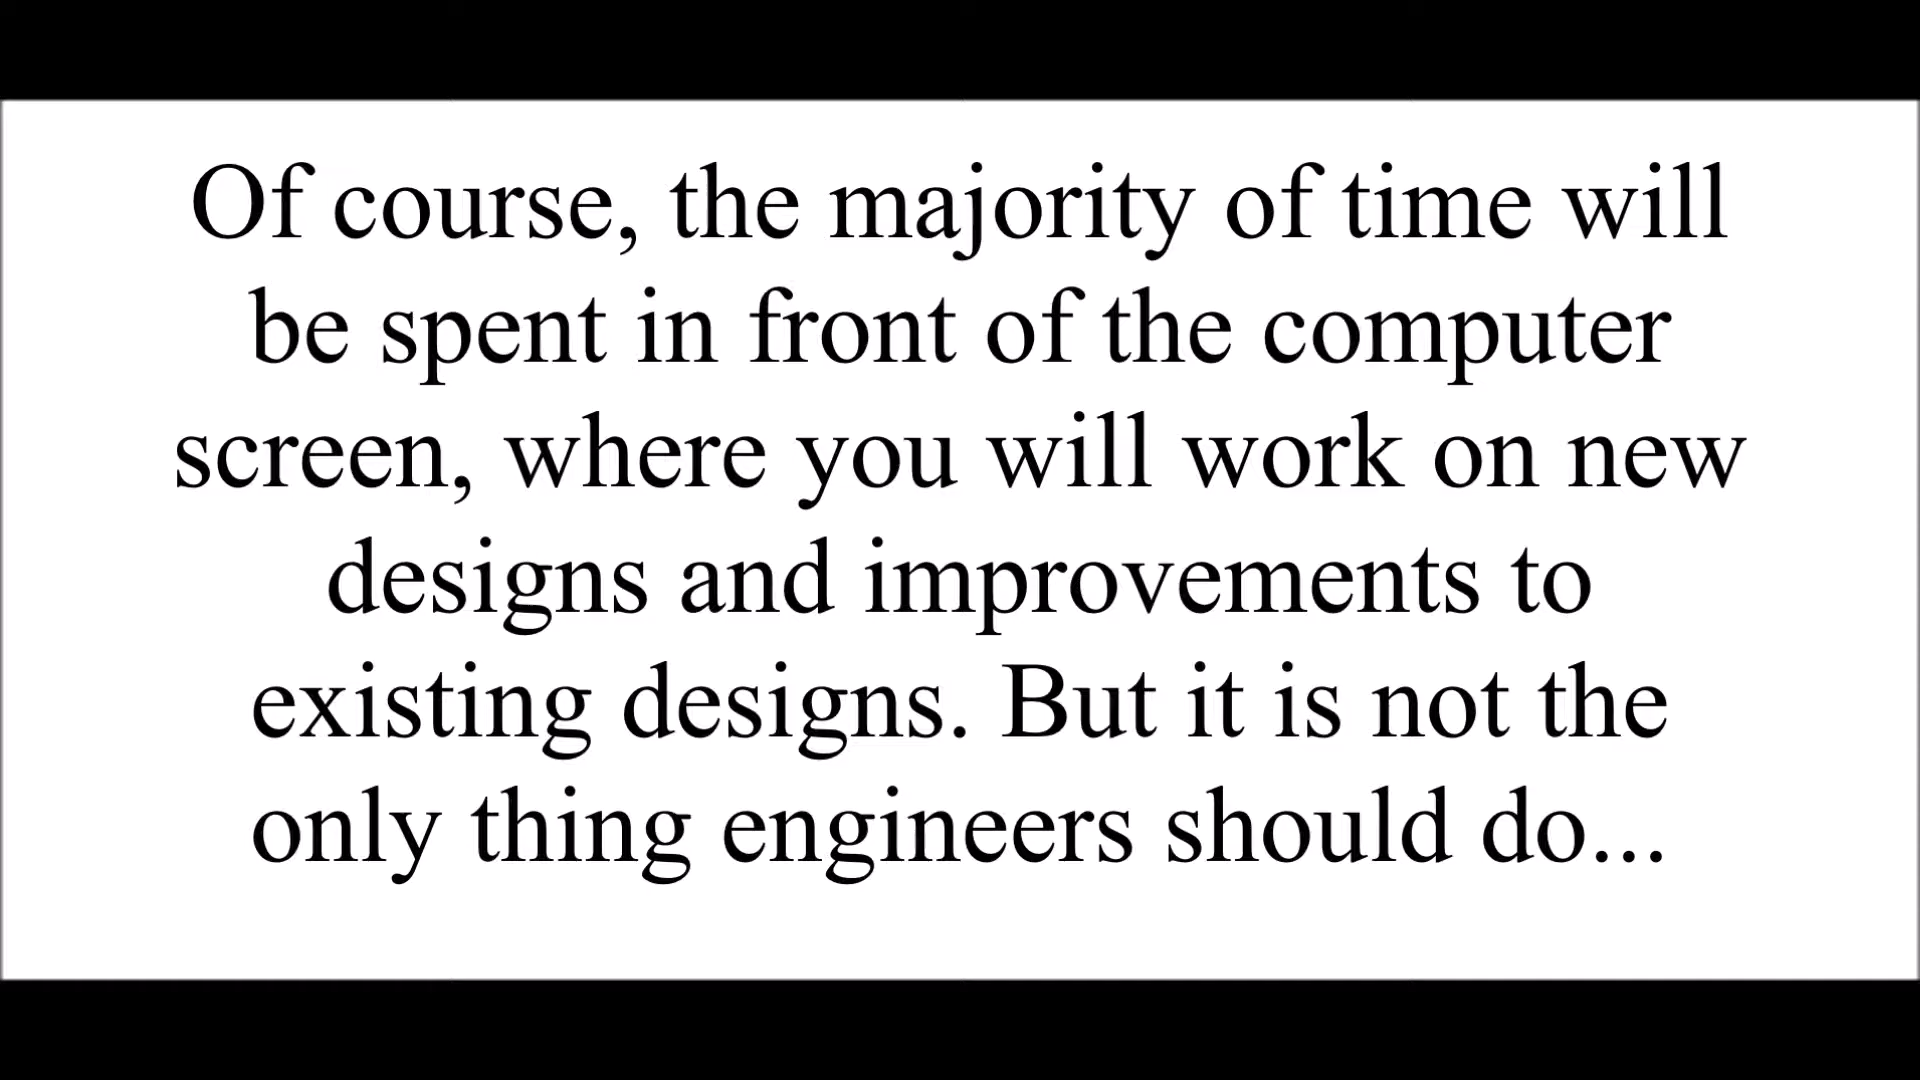 Of course, the majority of time will
be spent in front of the computer
screen, where you will work on new
designs and improvements to
existing designs. But it is not the
only thing engineers should do...